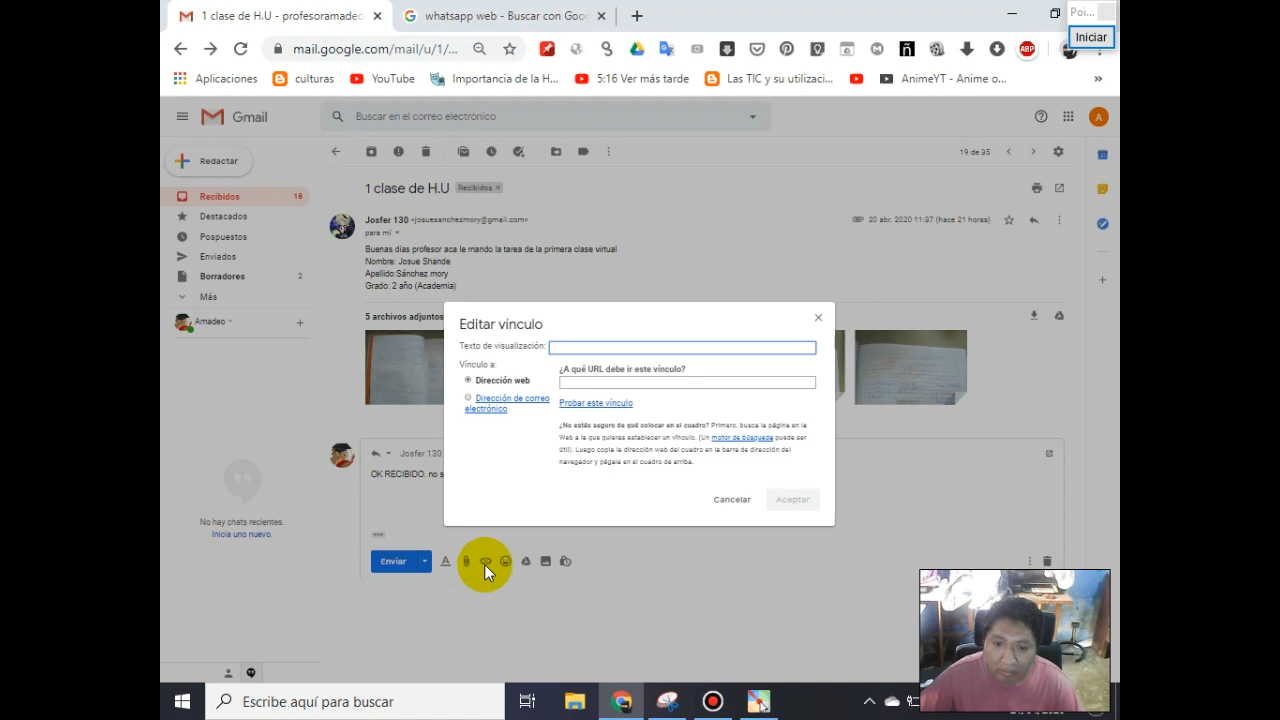 1 clase de H.U - profesoramadeo
whatsapp web - Buscar con Goo
Poi...
Iniciar
mail.google.com/mail/u/1/...
ABP
Aplicaciones
culturas
YouTube
Importancia de la H...
5:16 Ver más tarde
Las TIC y su utilizaci...
AnimeYT - Anime o...
»
Gmail
Buscar en el correo electrónico
A
Redactar
19 de 35
1 clase de H.U
Recibidos ×
Recibidos
18
Destacados
Pospuestos
Enviados
Borradores
2
Más
Amadeo
Josfer 130 <josuesanchezmory@gmail.com>
20 abr. 2020 11:37 (hace 21 horas)
para mí
Buenas dias profesor aca le mando la tarea de la primera clase virtual
Nombre: Josue Shande
Apellido:Sánchez mory
Grado: 2 año (Academia)
5 archivos adjuntos
Editar vínculo
Texto de visualización:
Vínculo a:
Dirección web
Dirección de correo electrónico
¿A qué URL debe ir este vínculo?
Probar este vínculo
¿No estás seguro de qué colocar en el cuadro? Primero, busca la página en la
Web a la que quieras establecer un vínculo. (Un motor de búsqueda puede ser
útil). Luego copia la dirección web del cuadro en la barra de dirección del
navegador y pégala en el cuadro de arriba.
Cancelar
Aceptar
Josfer 130
OK RECIBIDO. no s
No hay chats recientes.
Inicia uno nuevo.
Enviar
Escribe aquí para buscar